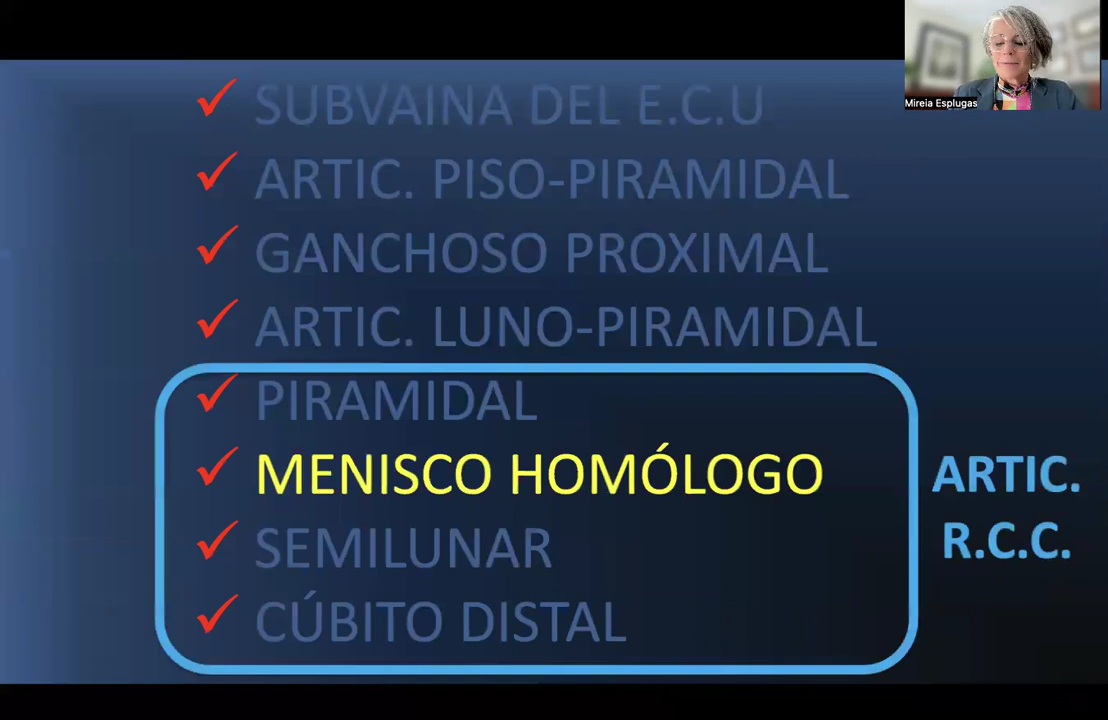 Mireia Esplugas
SUBVAINA DEL E.C.U
ARTIC. PISO-PIRAMIDAL
GANCHOSO PROXIMAL
ARTIC. LUNO-PIRAMIDAL
PIRAMIDAL
MENISCO HOMÓLOGO
SEMILUNAR
CÚBITO DISTAL
ARTIC.
R.C.C.